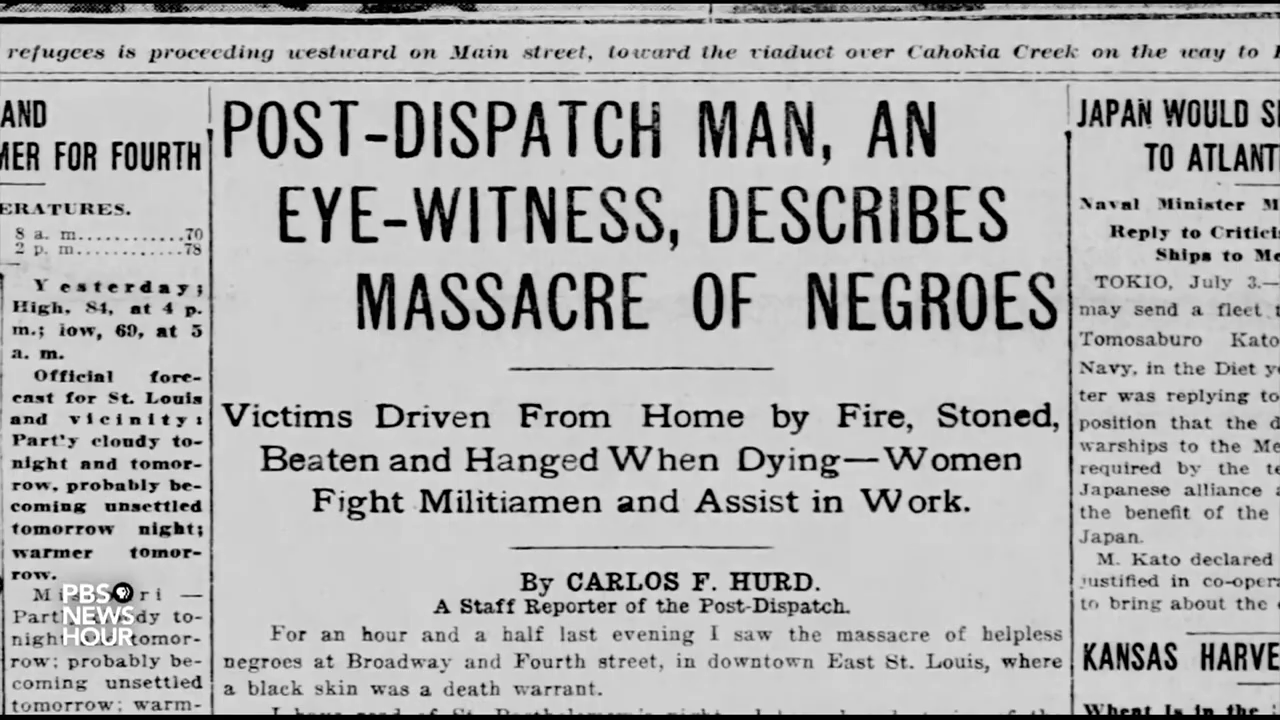 refugees is proceeding westward on Main street, toward the viaduct over Cahokia Creek on the way to
AND
MER FOR FOURTH
ERATURES.
8 a. m............70
2 p. m............78
Yesterday;
High, 84, at 4 p.
m.; iow, 69, at 5
a. m.
Official fore-
cast for St. Louis
and vicinity:
Part'y cloudy to-
night and tomor-
row, probably be-
coming unsettled
tomorrow night;
warmer tomor-
row.
M ri —
Part dy to-
night tomor-
row; probably be-
coming unsettled
tomorrow; warm-
PBS
NEWS
HOUR
POST-DISPATCH MAN, AN
EYE-WITNESS, DESCRIBES
MASSACRE OF NEGROES
Victims Driven From Home by Fire, Stoned,
Beaten and Hanged When Dying—Women
Fight Militiamen and Assist in Work.
By CARLOS F. HURD.
A Staff Reporter of the Post-Dispatch.
For an hour and a half last evening I saw the massacre of helpless
negroes at Broadway and Fourth street, in downtown East St. Louis, where
a black skin was a death warrant.
JAPAN WOULD S
TO ATLANT
Naval Minister M
Reply to Critici
Ships to Me
TOKIO, July 3.—
may send a fleet t
Tomosaburo Kato
Navy, in the Diet y
ter was replying to
position that the d
warships to the Me
required by the te
Japanese alliance a
the benefit of the
Japan.
M. Kato declared
justified in co-opera
to bring about the
KANSAS HARVE
Wheat Is in the